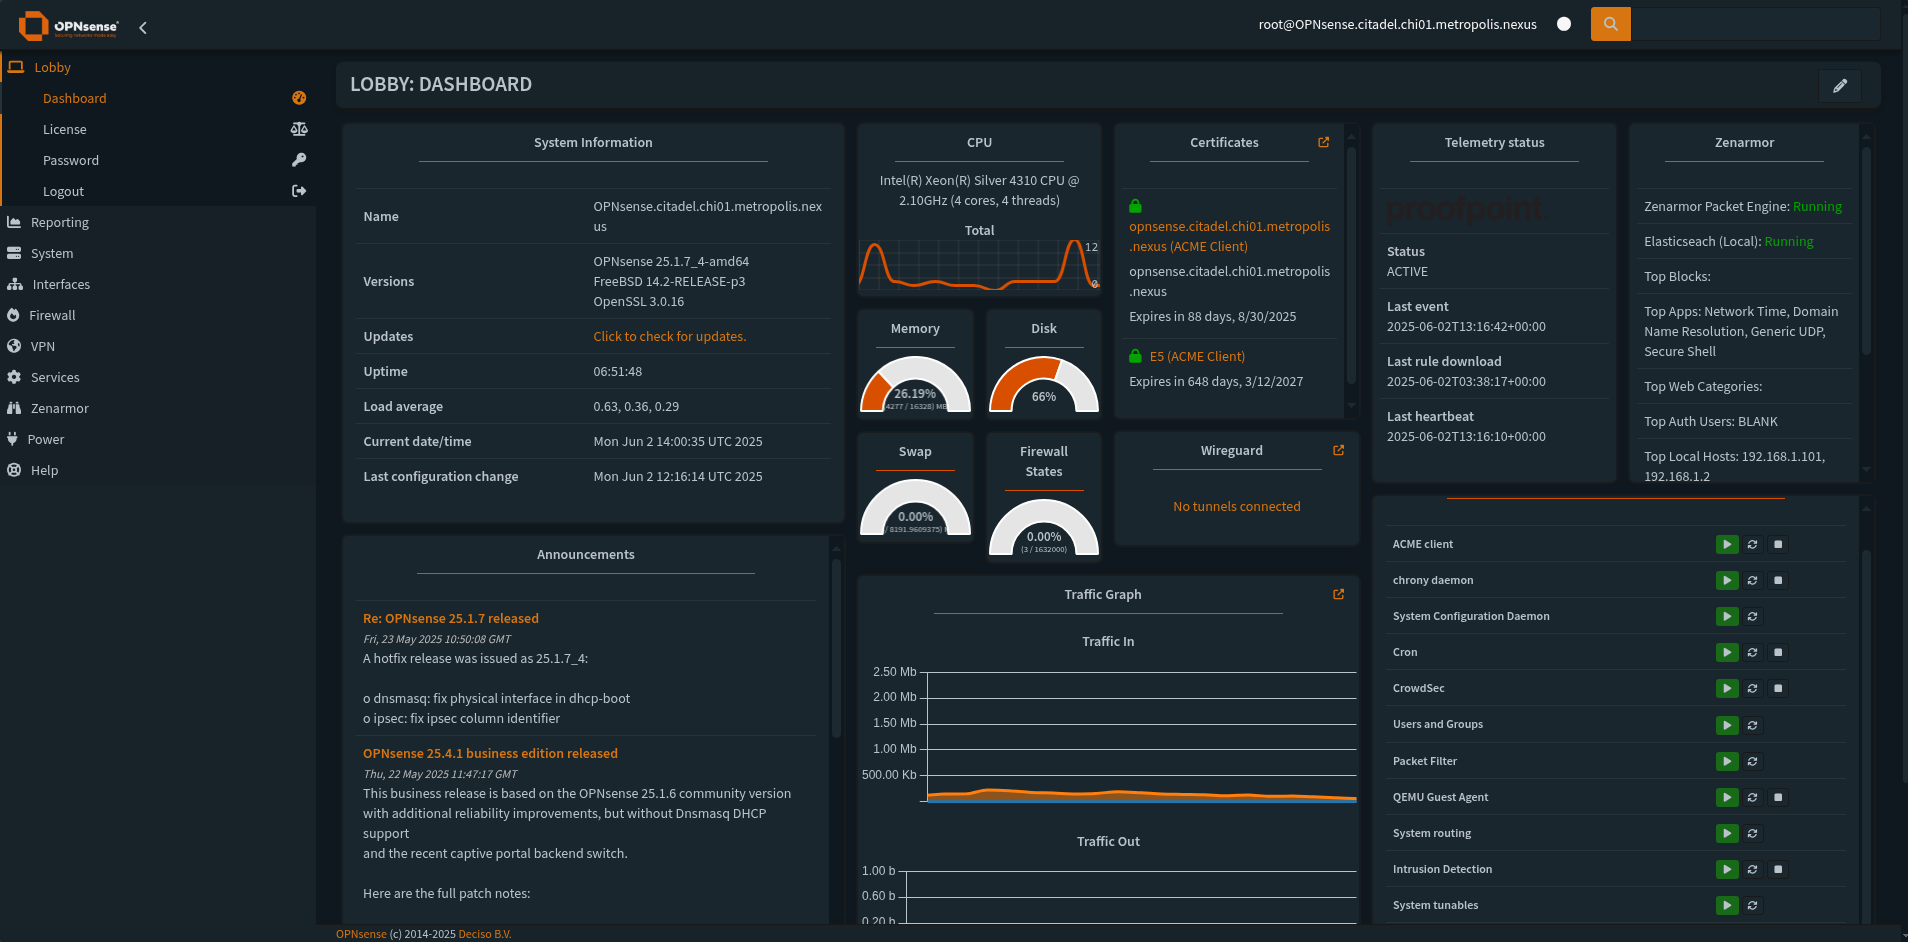 OPNsense
root@OPNsense.citadel.chi01.metropolis.nexus
Lobby
Dashboard
License
Password
Logout
Reporting
System
Interfaces
Firewall
VPN
Services
Zenarmor
Power
Help
LOBBY: DASHBOARD
System Information
Name
OPNsense.citadel.chi01.metropolis.nex
us
Versions
OPNsense 25.1.7_4-amd64
FreeBSD 14.2-RELEASE-p3
OpenSSL 3.0.16
Updates
Click to check for updates.
Uptime
06:51:48
Load average
0.63, 0.36, 0.29
Current date/time
Mon Jun 2 14:00:35 UTC 2025
Last configuration change
Mon Jun 2 12:16:14 UTC 2025
Announcements
Re: OPNsense 25.1.7 released
Fri, 23 May 2025 10:50:08 GMT
A hotfix release was issued as 25.1.7_4:
o dnsmasq: fix physical interface in dhcp-boot
o ipsec: fix ipsec column identifier
OPNsense 25.4.1 business edition released
Thu, 22 May 2025 11:47:17 GMT
This business release is based on the OPNsense 25.1.6 community version
with additional reliability improvements, but without Dnsmasq DHCP
support
and the recent captive portal backend switch.
Here are the full patch notes:
CPU
Intel(R) Xeon(R) Silver 4310 CPU @
2.10GHz (4 cores, 4 threads)
Total
12
0
Memory
26.19%
4277 / 16328) MB
Disk
66%
Swap
0.00%
/ 8191.9609375)
Firewall
States
0.00%
(3 / 1632000)
Certificates
opnsense.citadel.chi01.metropolis
.nexus (ACME Client)
opnsense.citadel.chi01.metropolis
.nexus
Expires in 88 days, 8/30/2025
E5 (ACME Client)
Expires in 648 days, 3/12/2027
Wireguard
No tunnels connected
Traffic Graph
Traffic In
2.50 Mb
2.00 Mb
1.50 Mb
1.00 Mb
500.00 Kb
Traffic Out
1.00 b
0.60 b
0.20 b
Telemetry status
proofpoint.
Status
ACTIVE
Last event
2025-06-02T13:16:42+00:00
Last rule download
2025-06-02T03:38:17+00:00
Last heartbeat
2025-06-02T13:16:10+00:00
Zenarmor
Zenarmor Packet Engine: Running
Elasticseach (Local): Running
Top Blocks:
Top Apps: Network Time, Domain
Name Resolution, Generic UDP,
Secure Shell
Top Web Categories:
Top Auth Users: BLANK
Top Local Hosts: 192.168.1.101,
192.168.1.2
ACME client
chrony daemon
System Configuration Daemon
Cron
CrowdSec
Users and Groups
Packet Filter
QEMU Guest Agent
System routing
Intrusion Detection
System tunables
OPNsense (c) 2014-2025 Deciso B.V.